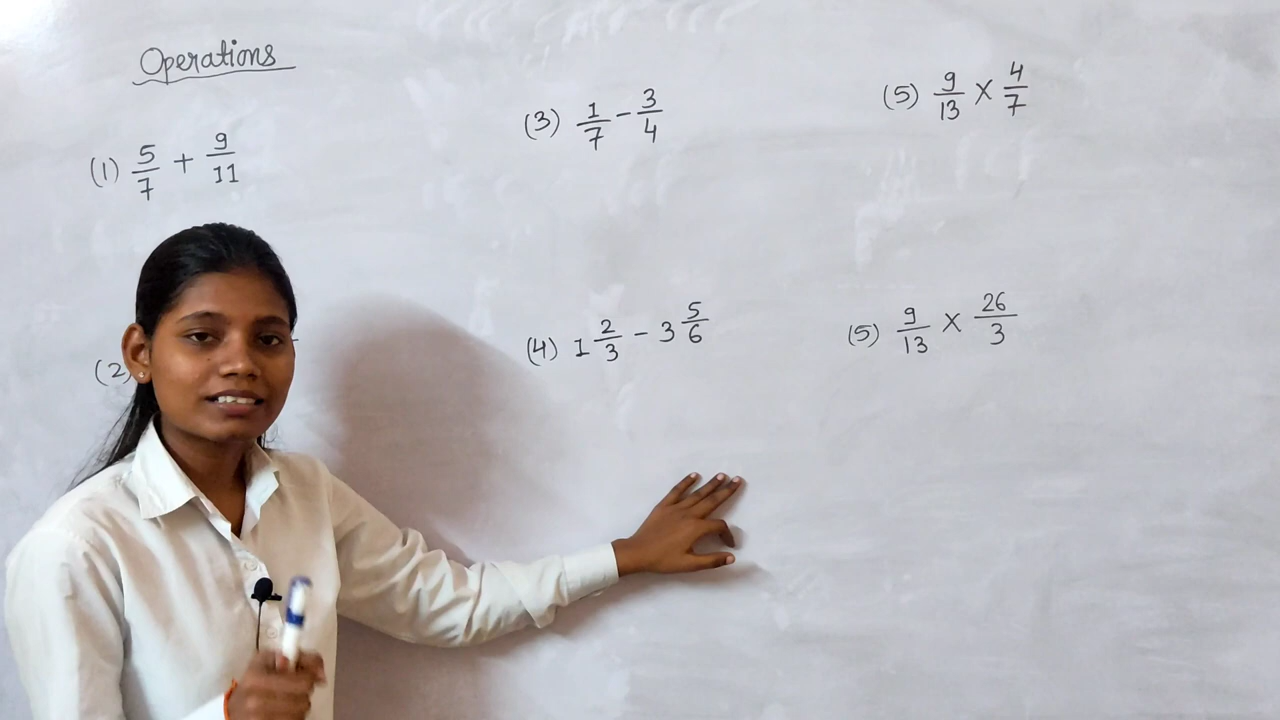 Operations
(1) 5/7 + 9/11
(2)
(3) 1/7 - 3/4
(4) 1 2/3 - 3 5/6
(5) 9/13 × 4/7
(5) 9/13 × 26/3